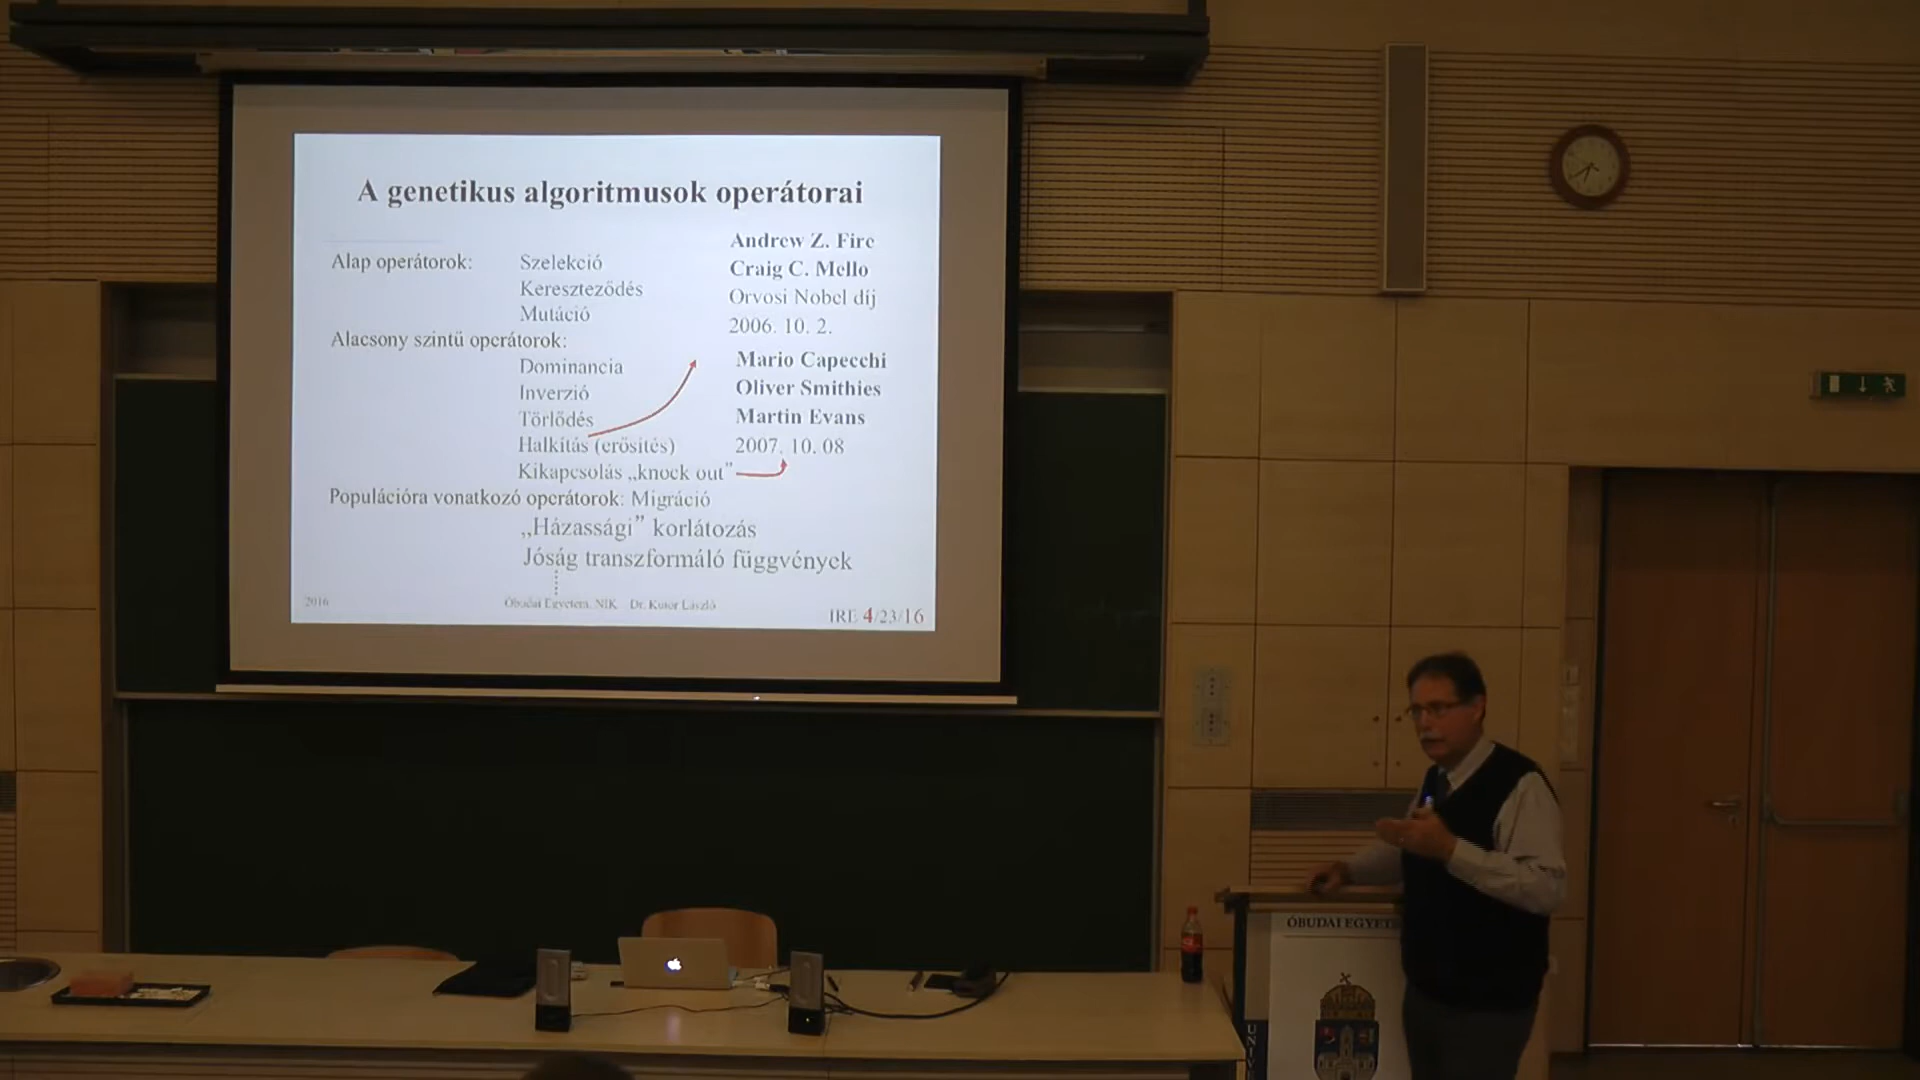 A genetikus algoritmusok operátorai
Alap operátorok: Szelekció
Kereszteződés
Mutáció
Alacsony szintű operátorok:
Dominancia
Inverzió
Törlődés
Halkítás (erősítés)
Kikapcsolás „knock out”
Populációra vonatkozó operátorok: Migráció
„Házassági” korlátozás
Jóság transzformáló függvények
Andrew Z. Fire
Craig C. Mello
Orvosi Nobel díj
2006. 10. 2.
Mario Capecchi
Oliver Smithies
Martin Evans
2007. 10. 08
2016
Óbudai Egyetem, NIK Dr. Kutor László
IRE 4/23/16
ÓBUDAI EGYET
UNIV